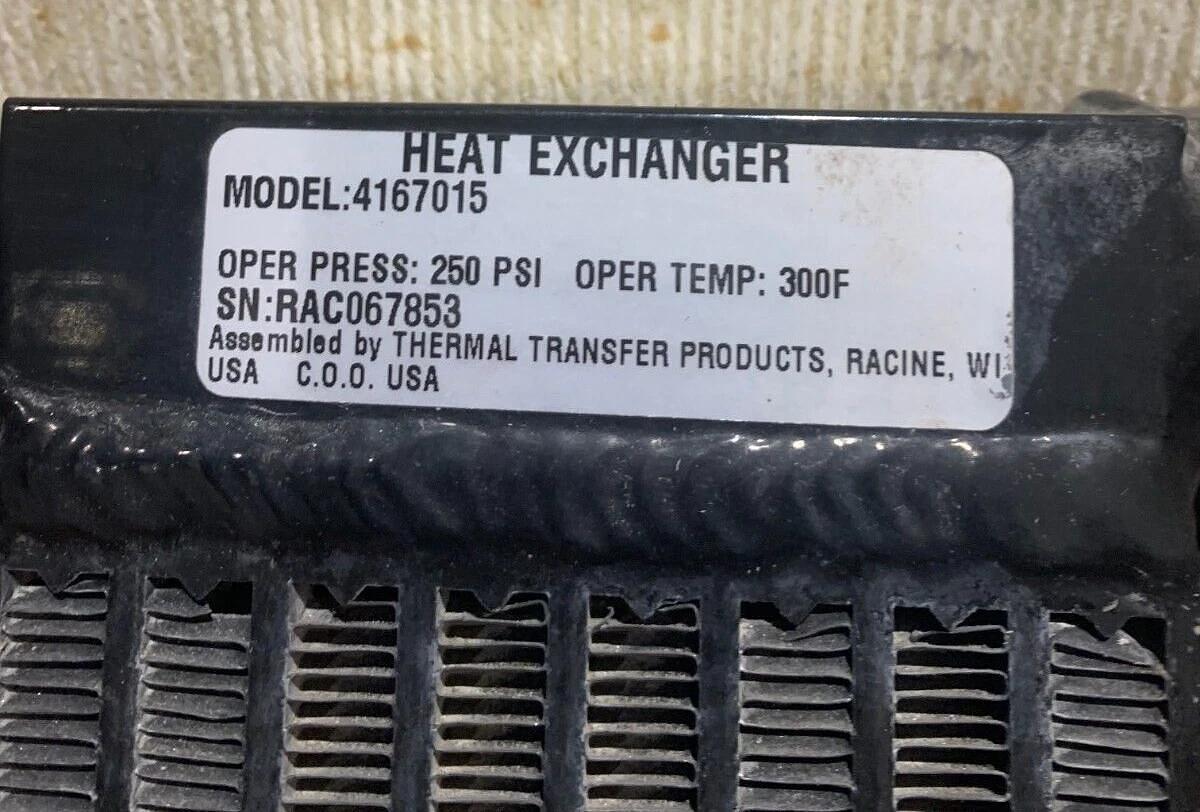 HEAT EXCHANGER
MODEL:4167015
OPER PRESS: 250 PSI OPER TEMP: 300F
SN:RAC067853
Assembled by THERMAL TRANSFER PRODUCTS, RACINE, WI
USA C.O.O. USA